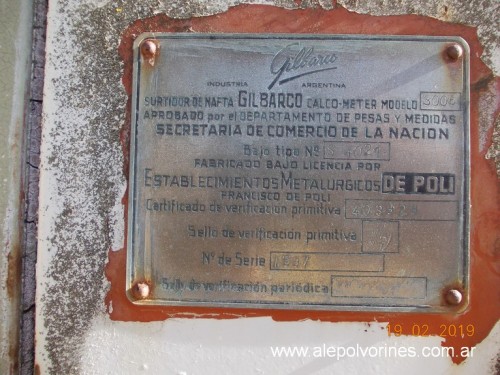 Gilbarco
INDUSTRIA ARGENTINA
SURTIDOR DE NAFTA GILBARCO CALCO-METER MODELO
APROBADO por el DEPARTAMENTO DE PESAS Y MEDIDAS
SECRETARIA DE COMERCIO DE LA NACION
Bajo tipo Nº
FABRICADO BAJO LICENCIA POR
ESTABLECIMIENTOS METALURGICOS DE POLI
FRANCISCO DE POLI
Certificado de verificación primitiva
Sello de verificación primitiva
Nº de Serie
Sello de verificación periódica
19.02.2019
www.alepolvorines.com.ar